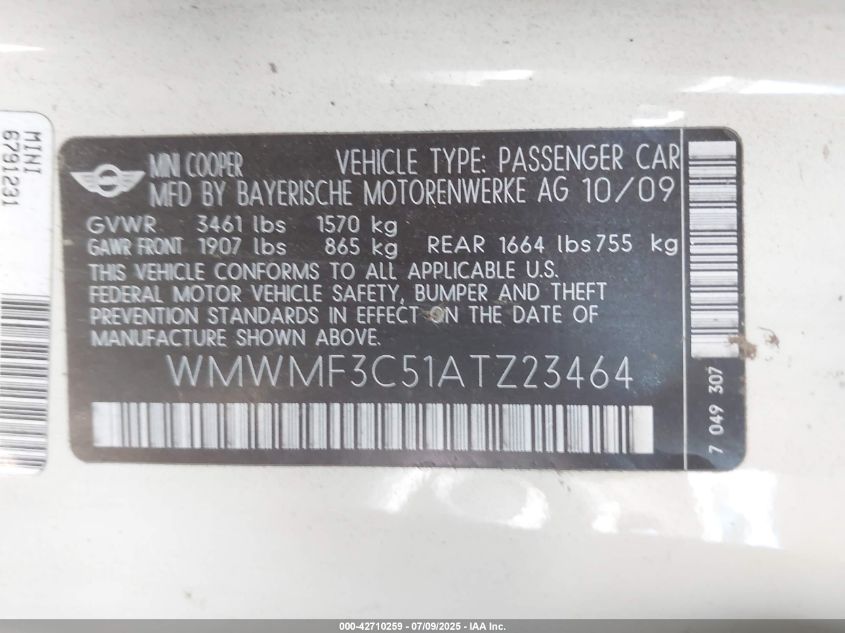 MINI
6791231
MINI COOPER VEHICLE TYPE: PASSENGER CAR
MFD BY BAYERISCHE MOTORENWERKE AG 10/09
GVWR 3461 lbs 1570 kg
GAWR FRONT 1907 lbs 865 kg REAR 1664 lbs 755 kg
THIS VEHICLE CONFORMS TO ALL APPLICABLE U.S.
FEDERAL MOTOR VEHICLE SAFETY, BUMPER AND THEFT
PREVENTION STANDARDS IN EFFECT ON THE DATE OF
MANUFACTURE SHOWN ABOVE.
WMWMF3C51ATZ23464
7 049 307
000-42710259 - 07/09/2025 - IAA Inc.